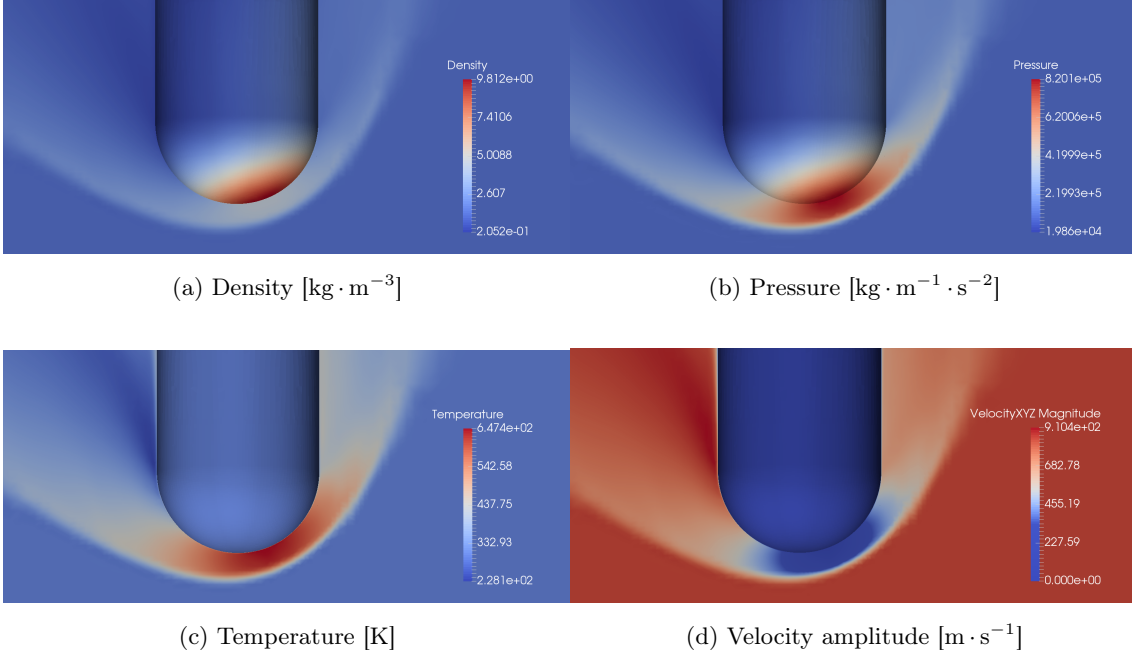 Density
9.812e+00
7.4106
5.0088
2.607
2.052e-01
Pressure
8.201e+05
6.2006e+5
4.1999e+5
2.1993e+5
1.986e+04
(a) Density [kg · m⁻³]
(b) Pressure [kg · m⁻¹ · s⁻²]
Temperature
6.474e+02
542.58
437.75
332.93
2.281e+02
VelocityXYZ Magnitude
9.104e+02
682.78
455.19
227.59
0.000e+00
(c) Temperature [K]
(d) Velocity amplitude [m · s⁻¹]